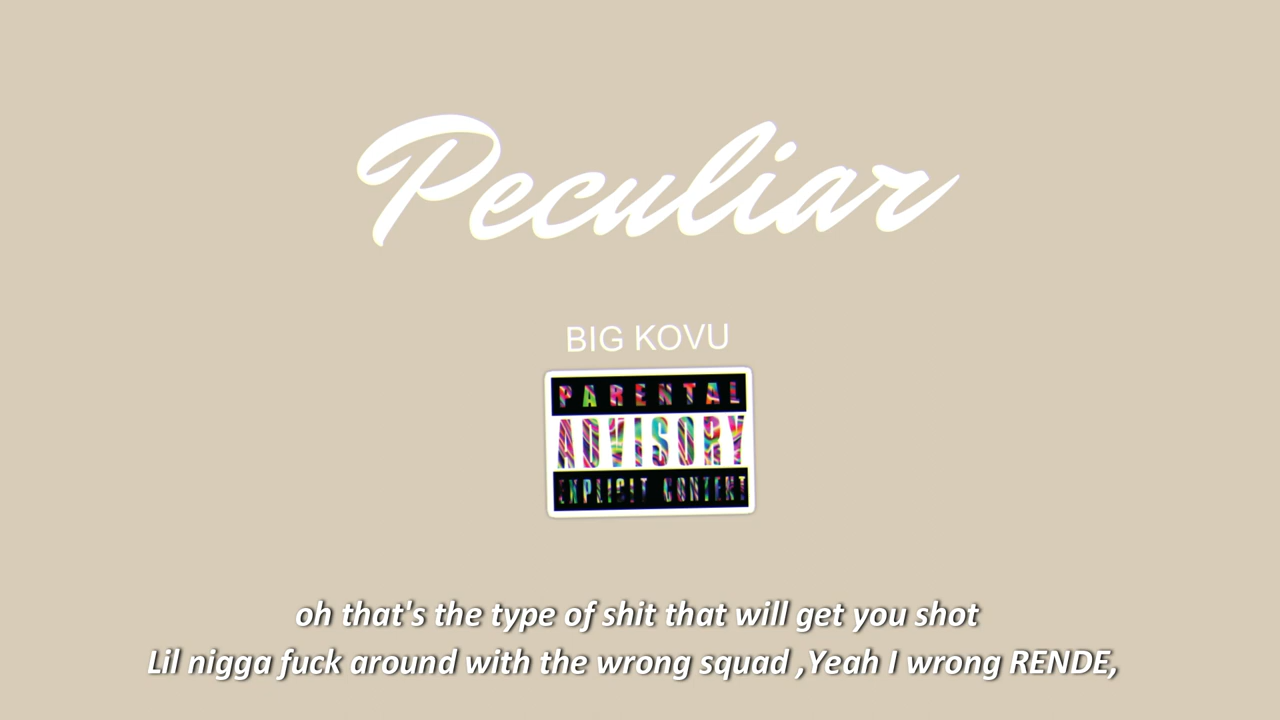 Peculiar
BIG KOVU
PARENTAL
ADVISORY
EXPLICIT CONTENT
oh that's the type of shit that will get you shot
Lil nigga fuck around with the wrong squad ,Yeah I wrong RENDE,